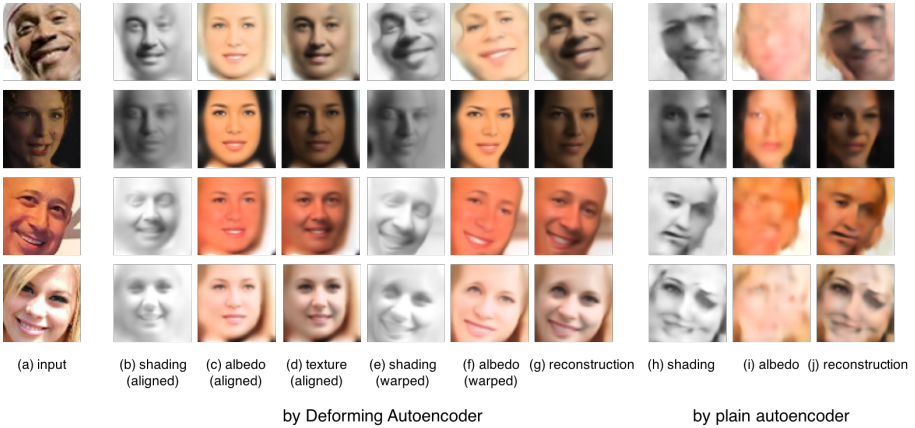 (a) input
(b) shading
(aligned)
(c) albedo
(aligned)
(d) texture
(aligned)
(e) shading
(warped)
(f) albedo
(warped)
(g) reconstruction
(h) shading
(i) albedo
(j) reconstruction
by Deforming Autoencoder
by plain autoencoder